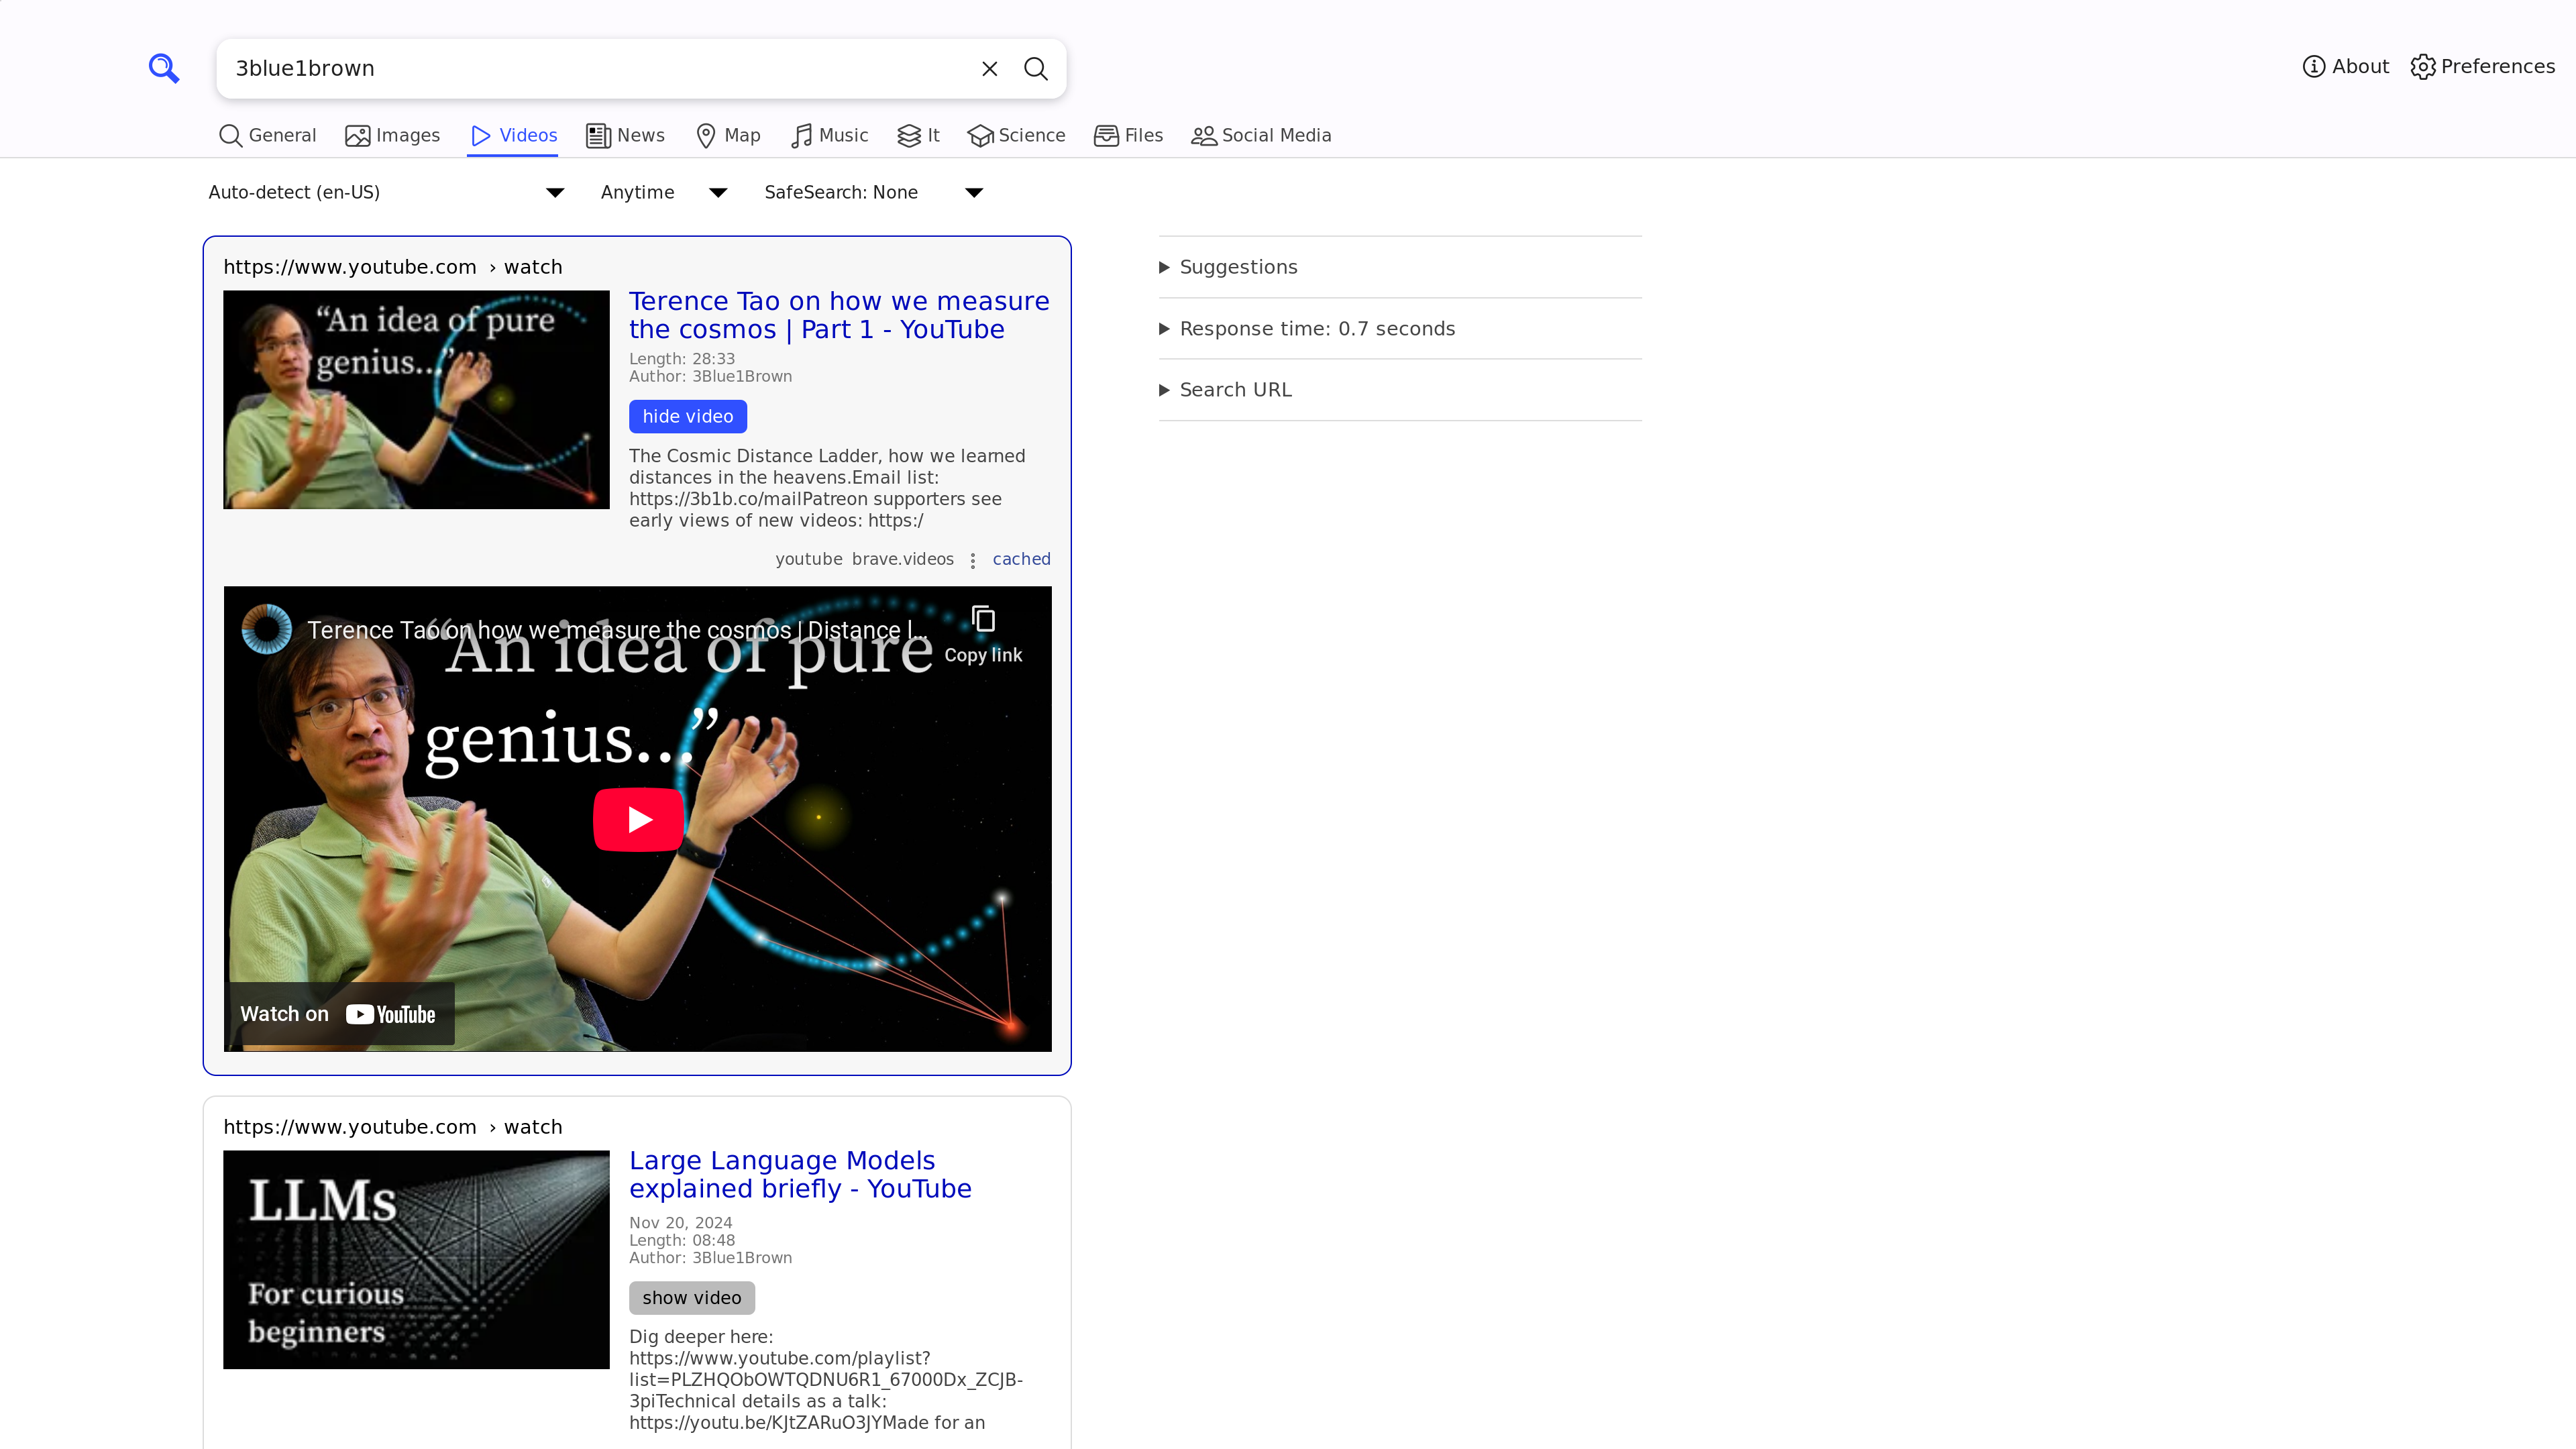 3blue1brown
About
Preferences
General
Images
Videos
News
Map
Music
It
Science
Files
Social Media
Auto-detect (en-US)
Anytime
SafeSearch: None
https://www.youtube.com › watch
“An idea of pure
genius...”
Terence Tao on how we measure
the cosmos | Part 1 - YouTube
Length: 28:33
Author: 3Blue1Brown
hide video
The Cosmic Distance Ladder, how we learned
distances in the heavens.Email list:
https://3b1b.co/mailPatreon supporters see
early views of new videos: https:/
youtube brave.videos cached
Terence Tao on how we measure the cosmos | Distance l...
Copy link
“An idea of pure
genius...”
Watch on YouTube
https://www.youtube.com › watch
LLMs
For curious
beginners
Large Language Models
explained briefly - YouTube
Nov 20, 2024
Length: 08:48
Author: 3Blue1Brown
show video
Dig deeper here:
https://www.youtube.com/playlist?
list=PLZHQObOWTQDNU6R1_67000Dx_ZCJB-
3piTechnical details as a talk:
https://youtu.be/KJtZARuO3JYMade for an
Suggestions
Response time: 0.7 seconds
Search URL